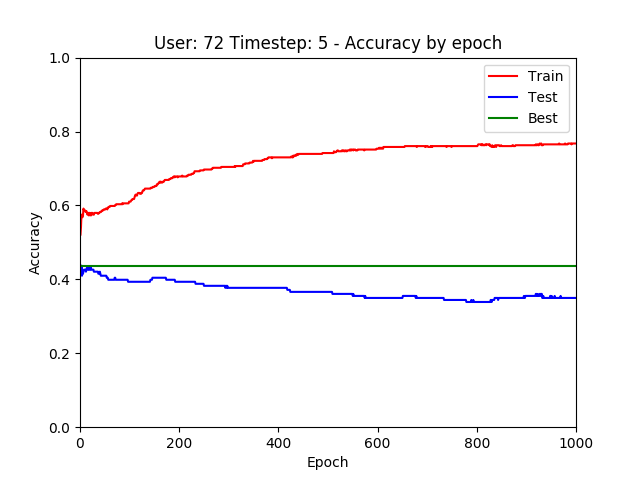 User: 72 Timestep: 5 - Accuracy by epoch
1.0
0.8
0.6
0.4
0.2
0.0
Accuracy
Train
Test
Best
0 200 400 600 800 1000
Epoch